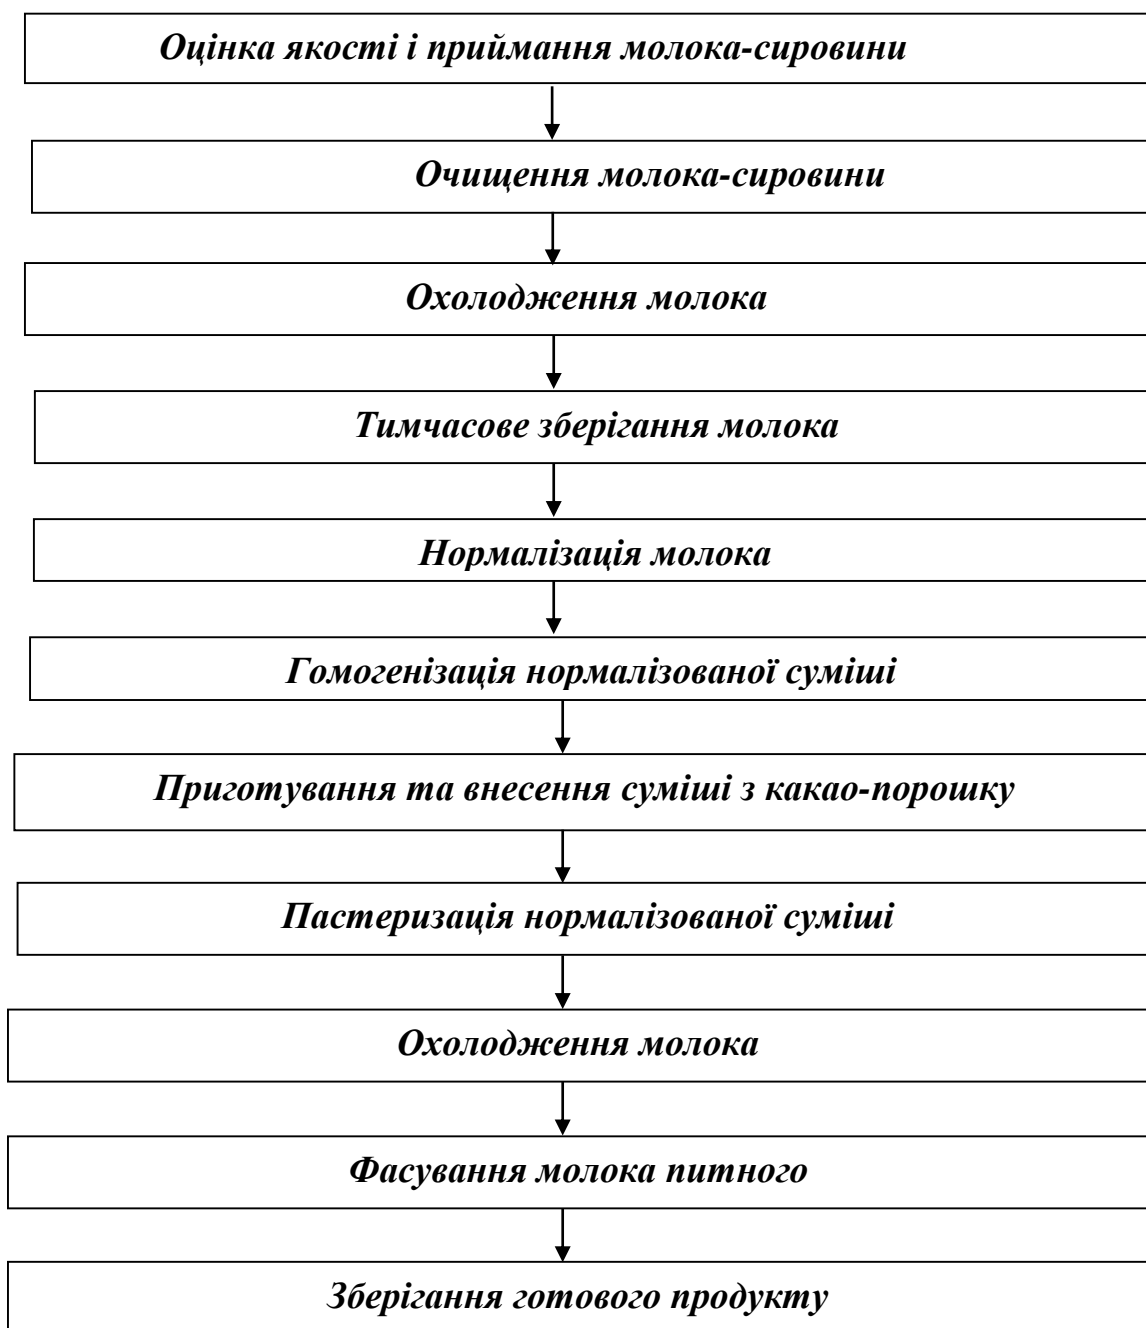 Оцінка якості і приймання молока-сировини
Очищення молока-сировини
Охолодження молока
Тимчасове зберігання молока
Нормалізація молока
Гомогенізація нормалізованої суміші
Приготування та внесення суміші з какао-порошку
Пастеризація нормалізованої суміші
Охолодження молока
Фасування молока питного
Зберігання готового продукту